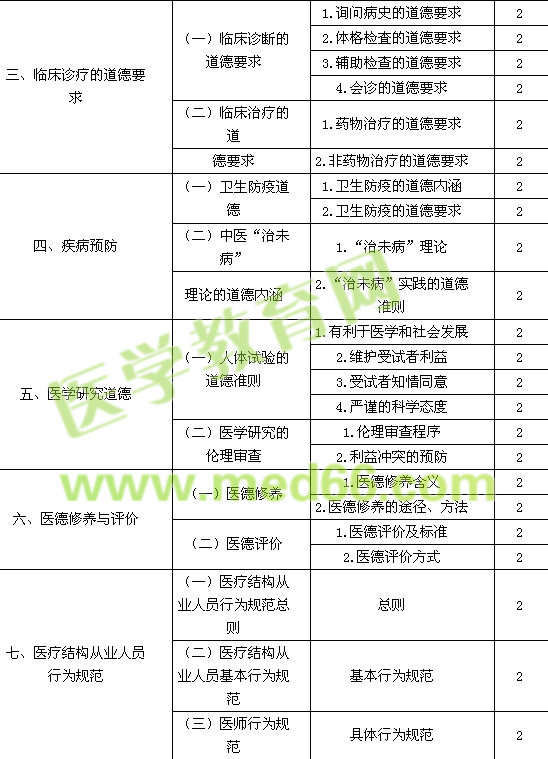 三、临床诊疗的道德要
求
（一）临床诊断的
道德要求
1.询问病史的道德要求
2
2.体格检查的道德要求
2
3.辅助检查的道德要求
2
4.会诊的道德要求
2
（二）临床治疗的
道
1.药物治疗的道德要求
2
德要求
2.非药物治疗的道德要求
2
四、疾病预防
（一）卫生防疫道
德
1.卫生防疫的道德内涵
2
2.卫生防疫的道德要求
2
（二）中医“治未
病”
1.“治未病”理论
2
理论的道德内涵
2.“治未病”实践的道德
准则
2
五、医学研究道德
（一）人体试验的
道德准则
1.有利于医学和社会发展
2
2.维护受试者利益
2
3.受试者知情同意
2
4.严谨的科学态度
2
（二）医学研究的
伦理审查
1.伦理审查程序
2
2.利益冲突的预防
2
六、医德修养与评价
（一）医德修养
1.医德修养含义
2
2.医德修养的途径、方法
2
（二）医德评价
1.医德评价及标准
2
2.医德评价方式
2
七、医疗结构从业人员
行为规范
（一）医疗结构从
业人员行为规范总
则
总则
2
（二）医疗结构从
业人员基本行为规
范
基本行为规范
2
（三）医师行为规
范
具体行为规范
2
医学教育网
www.med66.com